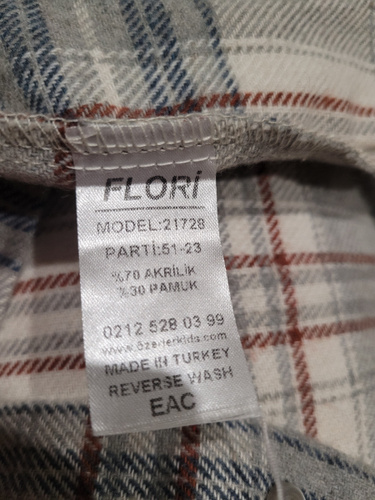 FLORİ
MODEL:21728
PARTİ:51-23
%70 AKRİLİK
%30 PAMUK
0212 528 03 99
MADE IN TURKEY
REVERSE WASH
EAC